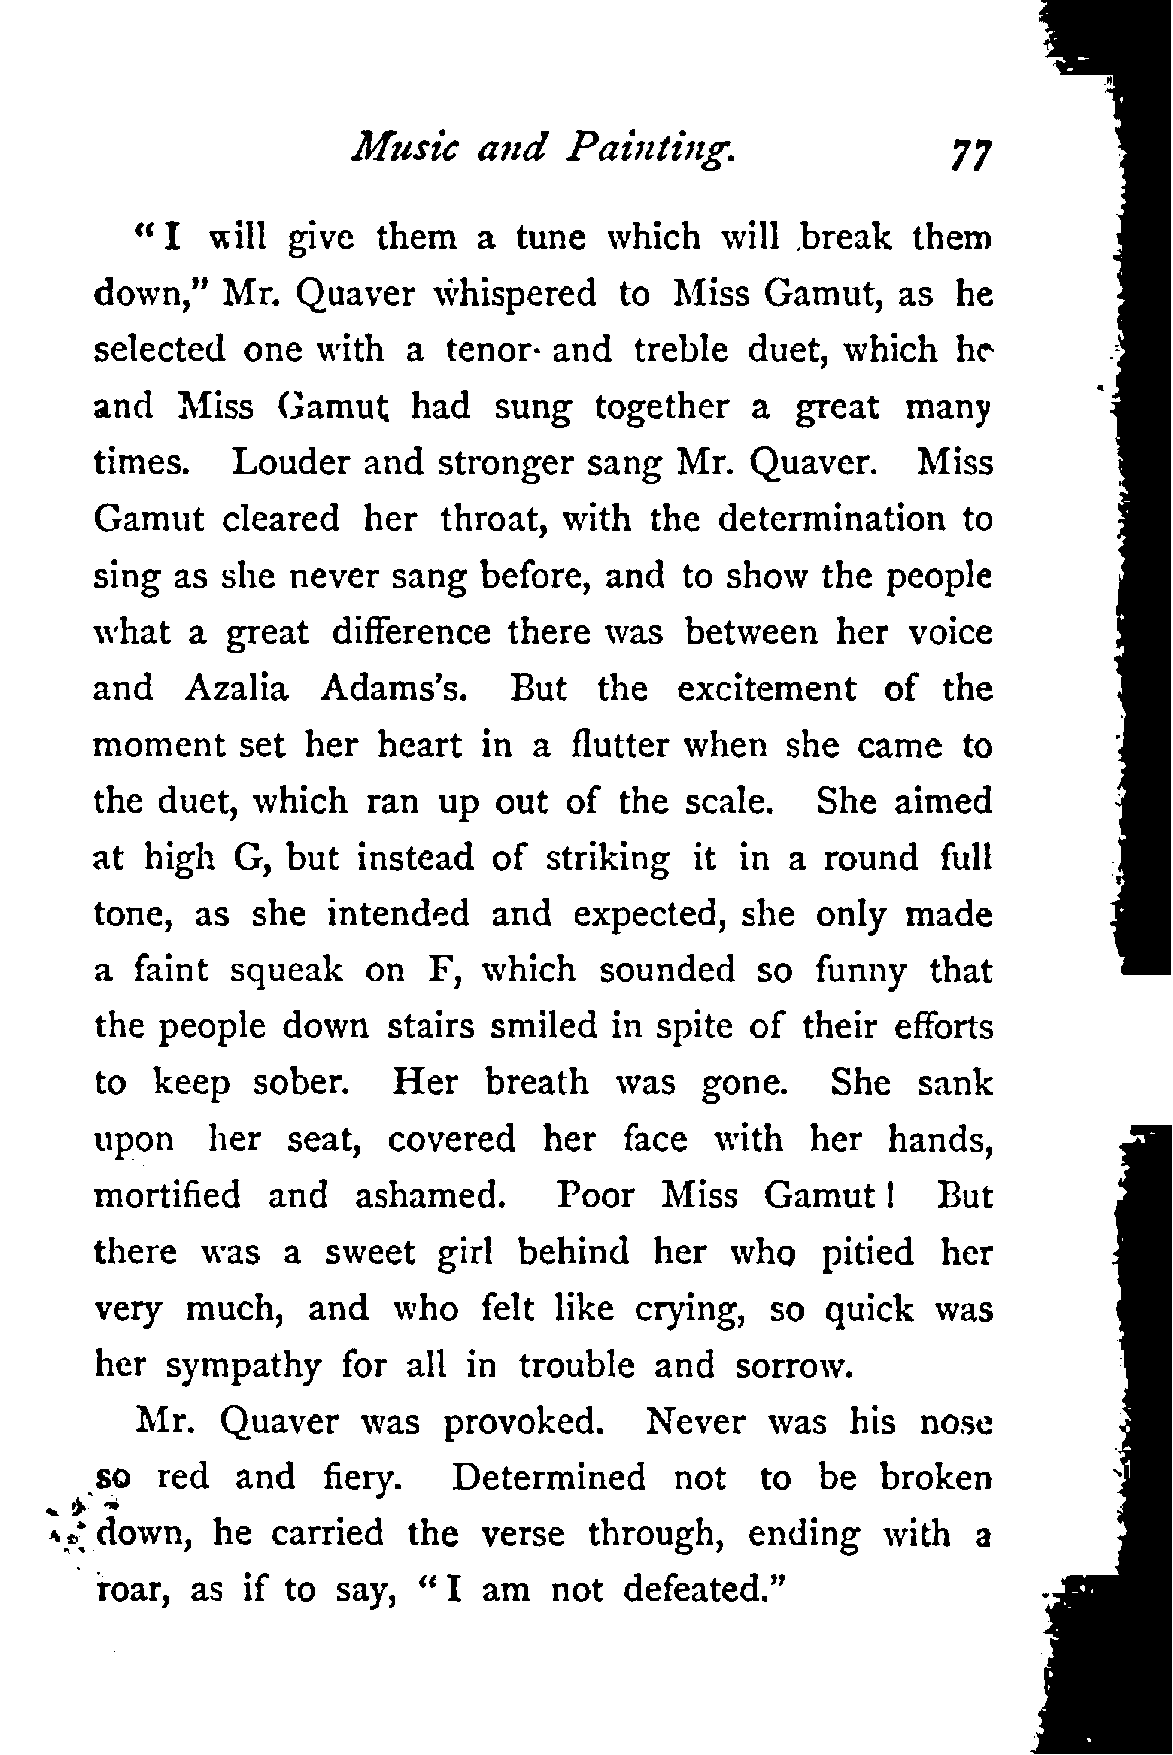 Music and Painting. 77
“I will give them a tune which will break them
down,” Mr. Quaver whispered to Miss Gamut, as he
selected one with a tenor and treble duet, which he
and Miss Gamut had sung together a great many
times. Louder and stronger sang Mr. Quaver. Miss
Gamut cleared her throat, with the determination to
sing as she never sang before, and to show the people
what a great difference there was between her voice
and Azalia Adams’s. But the excitement of the
moment set her heart in a flutter when she came to
the duet, which ran up out of the scale. She aimed
at high G, but instead of striking it in a round full
tone, as she intended and expected, she only made
a faint squeak on F, which sounded so funny that
the people down stairs smiled in spite of their efforts
to keep sober. Her breath was gone. She sank
upon her seat, covered her face with her hands,
mortified and ashamed. Poor Miss Gamut! But
there was a sweet girl behind her who pitied her
very much, and who felt like crying, so quick was
her sympathy for all in trouble and sorrow.
Mr. Quaver was provoked. Never was his nose
so red and fiery. Determined not to be broken
down, he carried the verse through, ending with a
roar, as if to say, “I am not defeated.”